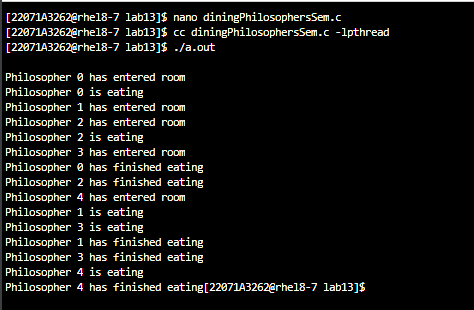 [22071A3262@rhel8-7 lab13]$ nano diningPhilosophersSem.c
[22071A3262@rhel8-7 lab13]$ cc diningPhilosophersSem.c -lpthread
[22071A3262@rhel8-7 lab13]$ ./a.out
Philosopher 0 has entered room
Philosopher 0 is eating
Philosopher 1 has entered room
Philosopher 2 has entered room
Philosopher 2 is eating
Philosopher 3 has entered room
Philosopher 0 has finished eating
Philosopher 2 has finished eating
Philosopher 4 has entered room
Philosopher 1 is eating
Philosopher 3 is eating
Philosopher 1 has finished eating
Philosopher 3 has finished eating
Philosopher 4 is eating
Philosopher 4 has finished eating[22071A3262@rhel8-7 lab13]$